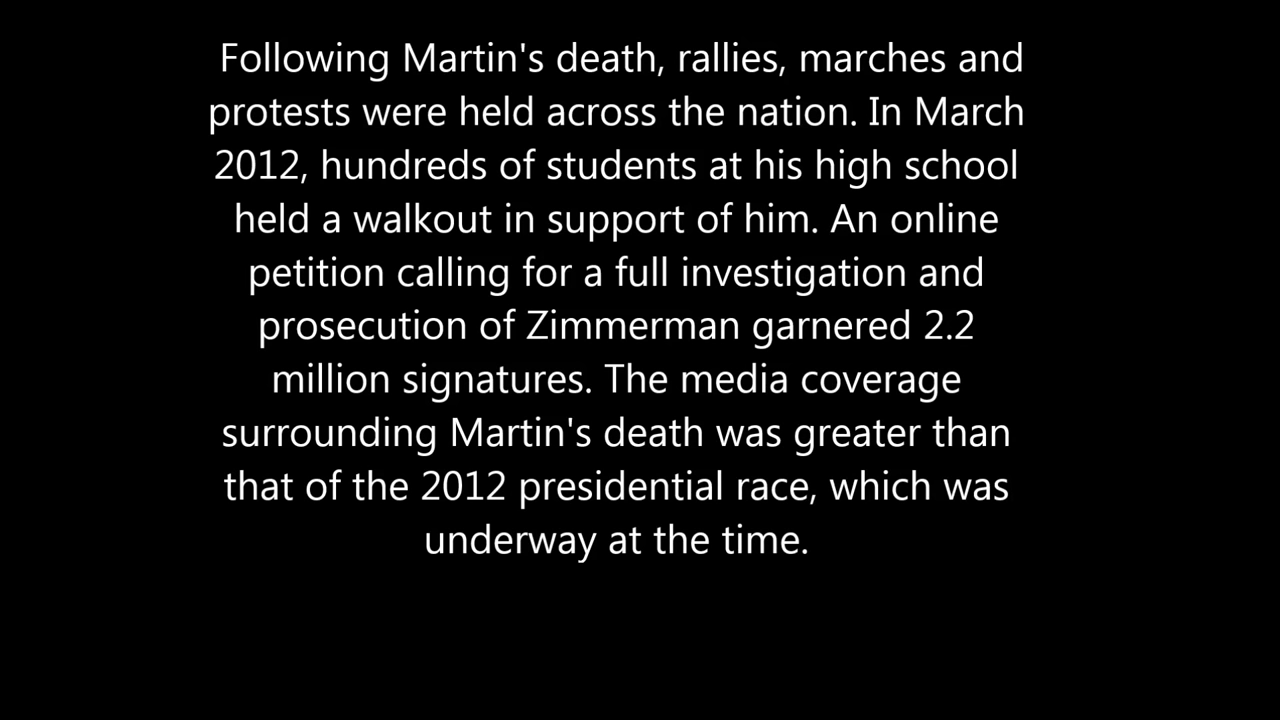 Following Martin's death, rallies, marches and
protests were held across the nation. In March
2012, hundreds of students at his high school
held a walkout in support of him. An online
petition calling for a full investigation and
prosecution of Zimmerman garnered 2.2
million signatures. The media coverage
surrounding Martin's death was greater than
that of the 2012 presidential race, which was
underway at the time.